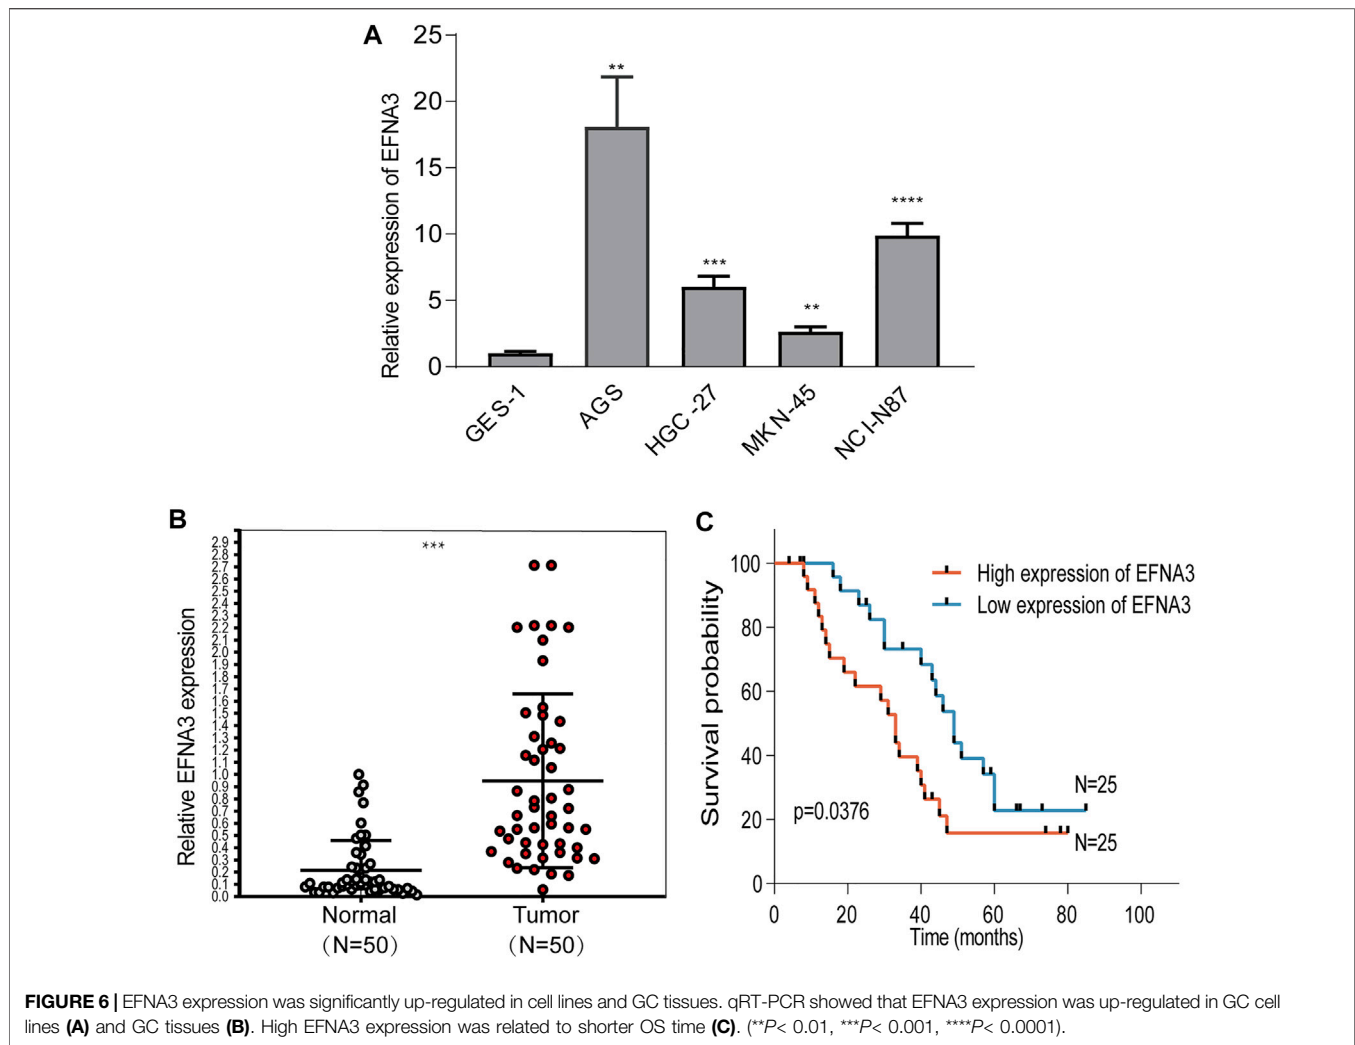 A
Relative expression of EFNA3
25
20
15
10
5
0
**
***
**
****
GES-1
AGS
HGC-27
MKN-45
NCI-N87
B
Relative EFNA3 expression
2.9
2.8
2.7
2.6
2.5
2.4
2.3
2.2
2.1
2.0
1.9
1.8
1.7
1.6
1.5
1.4
1.3
1.2
1.1
1.0
0.9
0.8
0.7
0.6
0.5
0.4
0.3
0.2
0.1
0.0
***
Normal
(N=50)
Tumor
(N=50)
C
Survival probability
100
80
60
40
20
0
High expression of EFNA3
Low expression of EFNA3
p=0.0376
N=25
N=25
0 20 40 60 80 100
Time (months)
FIGURE 6 | EFNA3 expression was significantly up-regulated in cell lines and GC tissues. qRT-PCR showed that EFNA3 expression was up-regulated in GC cell
lines (A) and GC tissues (B). High EFNA3 expression was related to shorter OS time (C). (**P< 0.01, ***P< 0.001, ****P< 0.0001).